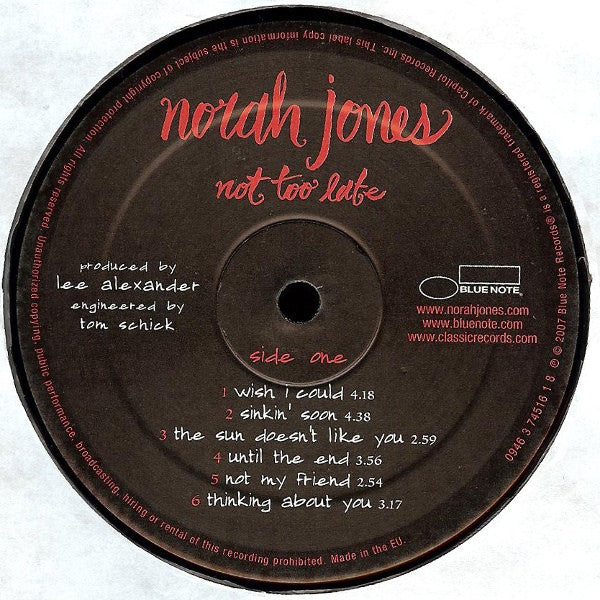 norah jones
not too late
produced by
lee alexander
engineered by
tom schick
BLUE NOTE.
www.norahjones.com
www.bluenote.com
www.classicrecords.com
side one
1 wish i could 4.18
2 sinkin' soon 4.38
3 the sun doesn't like you 2.59
4 until the end 3.56
5 not my friend 2.54
6 thinking about you 3.17
0946 3 74516 1 8
℗ © 2007 Blue Note Records® is a registered trademark of Capitol Records Inc. This label copy information is the subject of copyright protection. All rights reserved. Unauthorized copying, public performance, broadcasting, hiring or rental of this recording prohibited. Made in the EU.